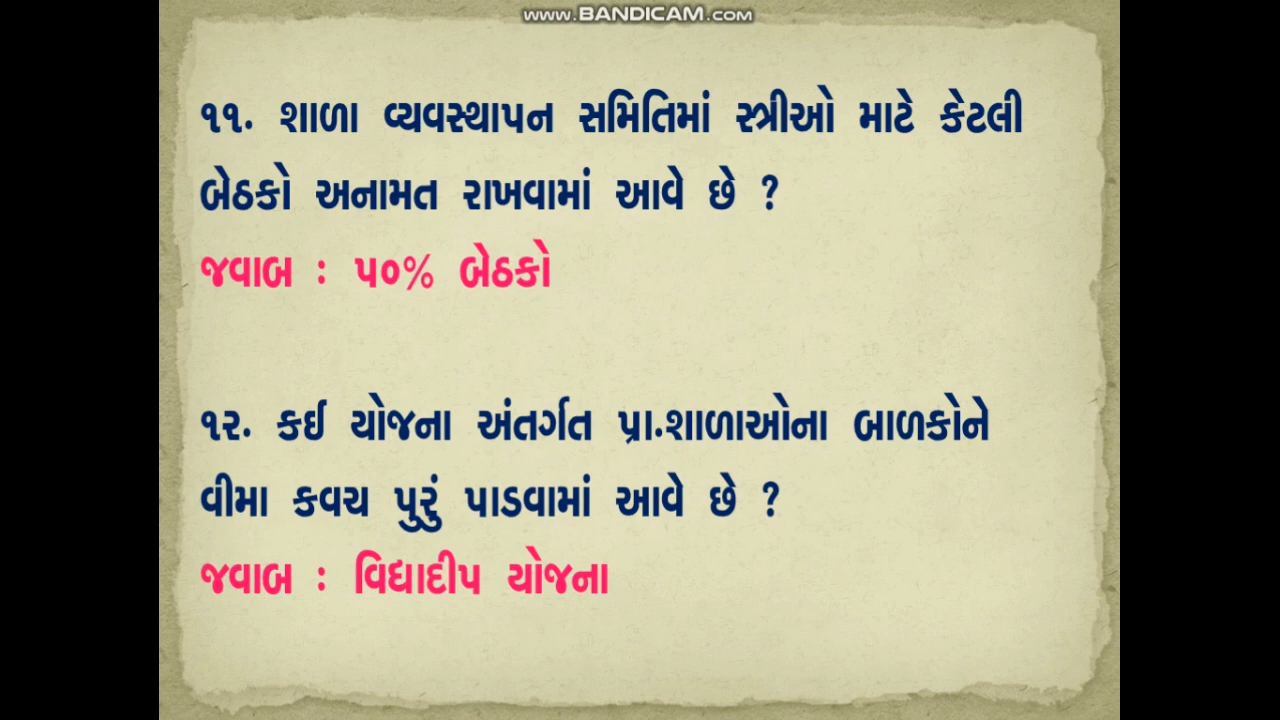 www.BANDICAM.com
૧૧. શાળા વ્યવસ્થાપન સમિતિમાં સ્ત્રીઓ માટે કેટલી
બેઠકો અનામત રાખવામાં આવે છે ?
જવાબ : ૫૦% બેઠકો
૧૨. કઈ યોજના અંતર્ગત પ્રા.શાળાઓના બાળકોને
વીમા કવચ પુરું પાડવામાં આવે છે ?
જવાબ : વિદ્યાદીપ યોજના